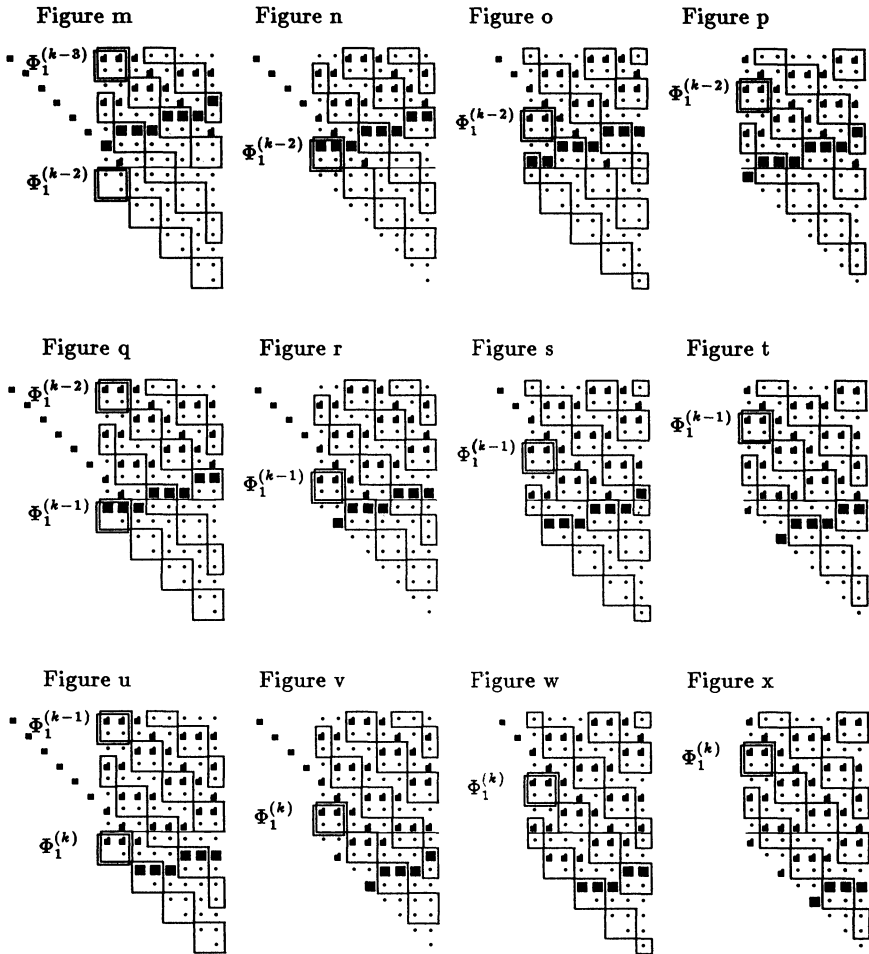 Figure m Figure n Figure o Figure p
Φ₁^(k−3)
Φ₁^(k−2)
Φ₁^(k−2)
Φ₁^(k−2)
Φ₁^(k−2)
Figure q Figure r Figure s Figure t
Φ₁^(k−2)
Φ₁^(k−1)
Φ₁^(k−1)
Φ₁^(k−1)
Φ₁^(k−1)
Figure u Figure v Figure w Figure x
Φ₁^(k−1)
Φ₁^(k)
Φ₁^(k)
Φ₁^(k)
Φ₁^(k)